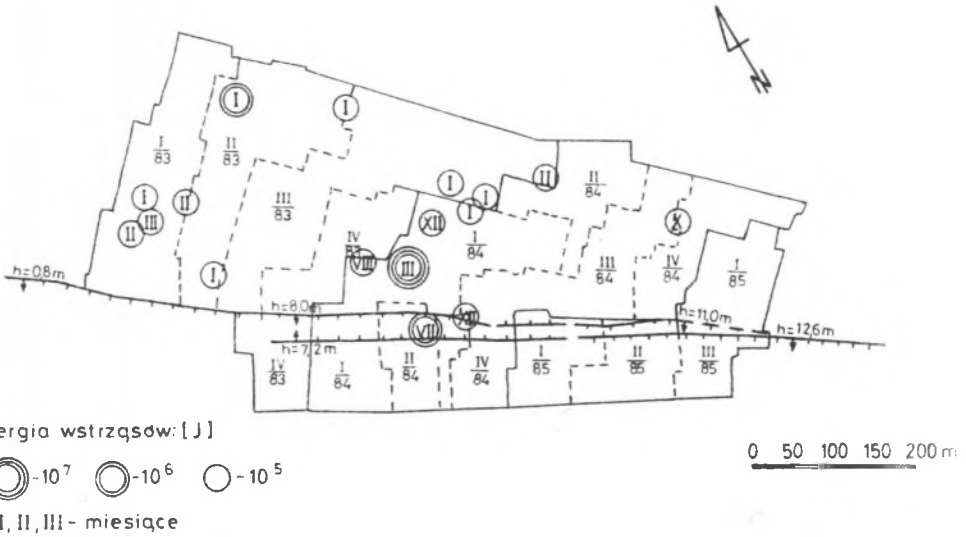 N
I
I
I
83
II
83
I
II
I
I
II
II
84
III
83
I
III
II
XII
X
IV
83
I
84
VIII
III
III
84
IV
84
I
85
I
h=0,8m
h=8,0m
XII
h=11,0m
VII
h=12,6m
h=7,2m
IV
83
I
84
II
84
IV
84
I
85
II
85
III
85
ergia wstrząsów: [J]
-10⁷ -10⁶ -10⁵
I, II, III - miesiące
0 50 100 150 200 m